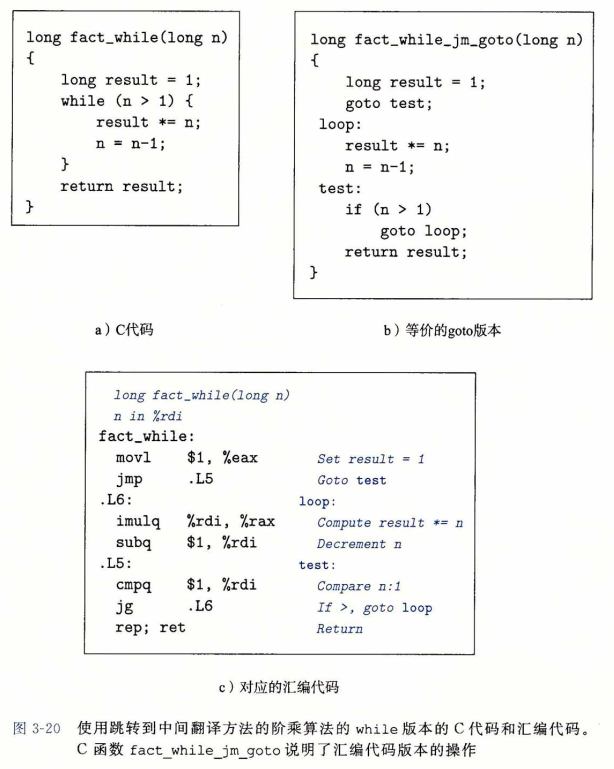 long fact_while(long n)
{
    long result = 1;
    while (n > 1) {
        result *= n;
        n = n-1;
    }
    return result;
}
long fact_while_jm_goto(long n)
{
    long result = 1;
    goto test;
 loop:
    result *= n;
    n = n-1;
 test:
    if (n > 1)
        goto loop;
    return result;
}
a）C代码
b）等价的goto版本
long fact_while(long n)
n in %rdi
fact_while:
  movl    $1, %eax    Set result = 1
  jmp     .L5    Goto test
.L6:    loop:
  imulq   %rdi, %rax    Compute result *= n
  subq    $1, %rdi    Decrement n
.L5:    test:
  cmpq    $1, %rdi    Compare n:1
  jg      .L6    If >, goto loop
  rep; ret    Return
c）对应的汇编代码
图 3-20 使用跳转到中间翻译方法的阶乘算法的 while 版本的 C 代码和汇编代码。
C 函数 fact_while_jm_goto 说明了汇编代码版本的操作